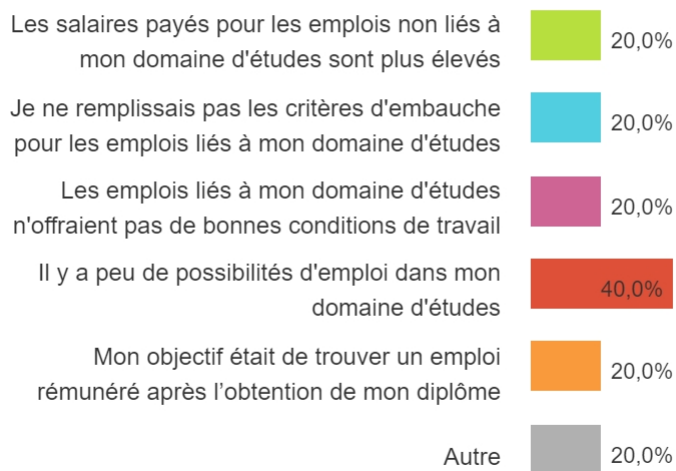 Les salaires payés pour les emplois non liés à
mon domaine d'études sont plus élevés
20,0%
Je ne remplissais pas les critères d'embauche
pour les emplois liés à mon domaine d'études
20,0%
Les emplois liés à mon domaine d'études
n'offraient pas de bonnes conditions de travail
20,0%
Il y a peu de possibilités d'emploi dans mon
domaine d'études
40,0%
Mon objectif était de trouver un emploi
rémunéré après l’obtention de mon diplôme
20,0%
Autre
20,0%